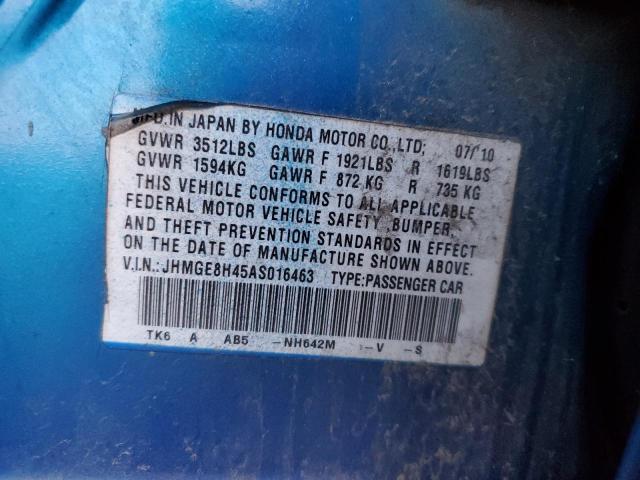 MFD. IN JAPAN BY HONDA MOTOR CO., LTD; 07/'10
GVWR 3512LBS GAWR F 1921LBS R 1619LBS
GVWR 1594KG GAWR F 872 KG R 735 KG
THIS VEHICLE CONFORMS TO ALL APPLICABLE
FEDERAL MOTOR VEHICLE SAFETY, BUMPER,
AND THEFT PREVENTION STANDARDS IN EFFECT
ON THE DATE OF MANUFACTURE SHOWN ABOVE.
V.I.N.:JHMGE8H45AS016463 TYPE:PASSENGER CAR
TK6 A AB5 -NH642M -V -S